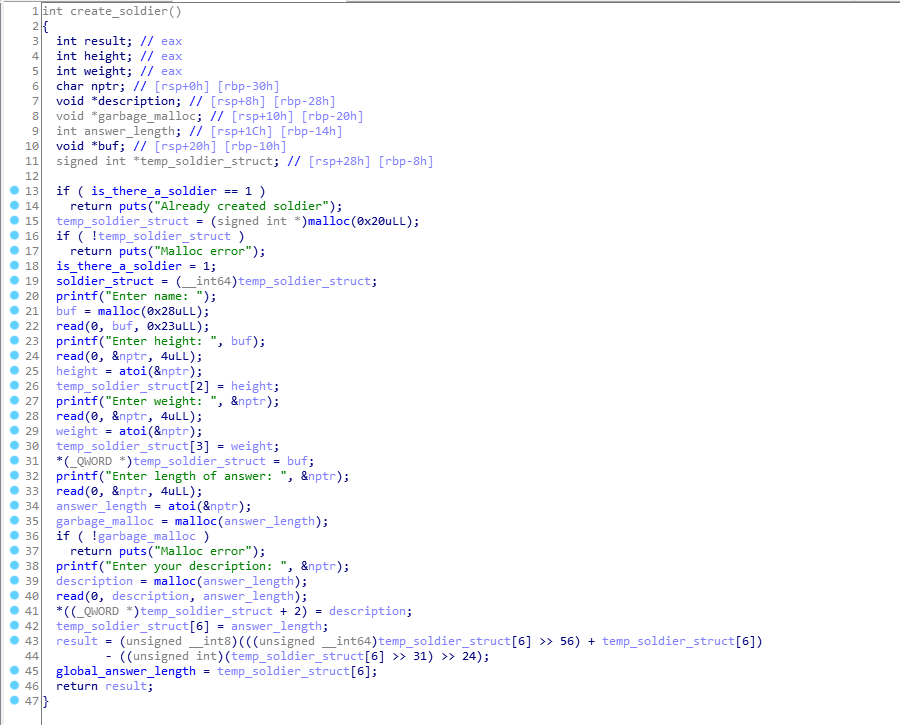 1 int create_soldier()
2 {
3 int result; // eax
4 int height; // eax
5 int weight; // eax
6 char nptr; // [rsp+0h] [rbp-30h]
7 void *description; // [rsp+8h] [rbp-28h]
8 void *garbage_malloc; // [rsp+10h] [rbp-20h]
9 int answer_length; // [rsp+1Ch] [rbp-14h]
10 void *buf; // [rsp+20h] [rbp-10h]
11 signed int *temp_soldier_struct; // [rsp+28h] [rbp-8h]
12
13 if ( is_there_a_soldier == 1 )
14 return puts("Already created soldier");
15 temp_soldier_struct = (signed int *)malloc(0x20uLL);
16 if ( !temp_soldier_struct )
17 return puts("Malloc error");
18 is_there_a_soldier = 1;
19 soldier_struct = (__int64)temp_soldier_struct;
20 printf("Enter name: ");
21 buf = malloc(0x28uLL);
22 read(0, buf, 0x23uLL);
23 printf("Enter height: ", buf);
24 read(0, &nptr, 4uLL);
25 height = atoi(&nptr);
26 temp_soldier_struct[2] = height;
27 printf("Enter weight: ", &nptr);
28 read(0, &nptr, 4uLL);
29 weight = atoi(&nptr);
30 temp_soldier_struct[3] = weight;
31 *(_QWORD *)temp_soldier_struct = buf;
32 printf("Enter length of answer: ", &nptr);
33 read(0, &nptr, 4uLL);
34 answer_length = atoi(&nptr);
35 garbage_malloc = malloc(answer_length);
36 if ( !garbage_malloc )
37 return puts("Malloc error");
38 printf("Enter your description: ", &nptr);
39 description = malloc(answer_length);
40 read(0, description, answer_length);
41 *((_QWORD *)temp_soldier_struct + 2) = description;
42 temp_soldier_struct[6] = answer_length;
43 result = (unsigned __int8)(((unsigned __int64)temp_soldier_struct[6] >> 56) + temp_soldier_struct[6])
44 - ((unsigned int)(temp_soldier_struct[6] >> 31) >> 24);
45 global_answer_length = temp_soldier_struct[6];
46 return result;
47 }